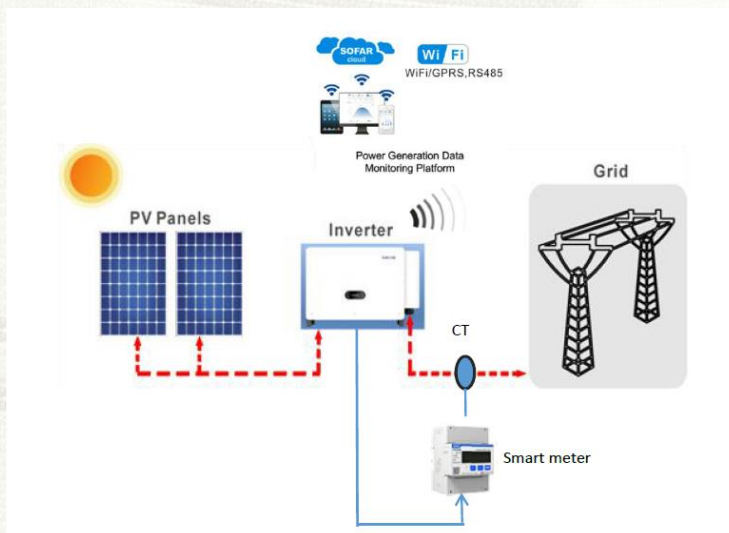 SOFAR
cloud
Wi Fi
WiFi/GPRS,RS485
Power Generation Data
Monitoring Platform
Grid
PV Panels
Inverter
CT
Smart meter